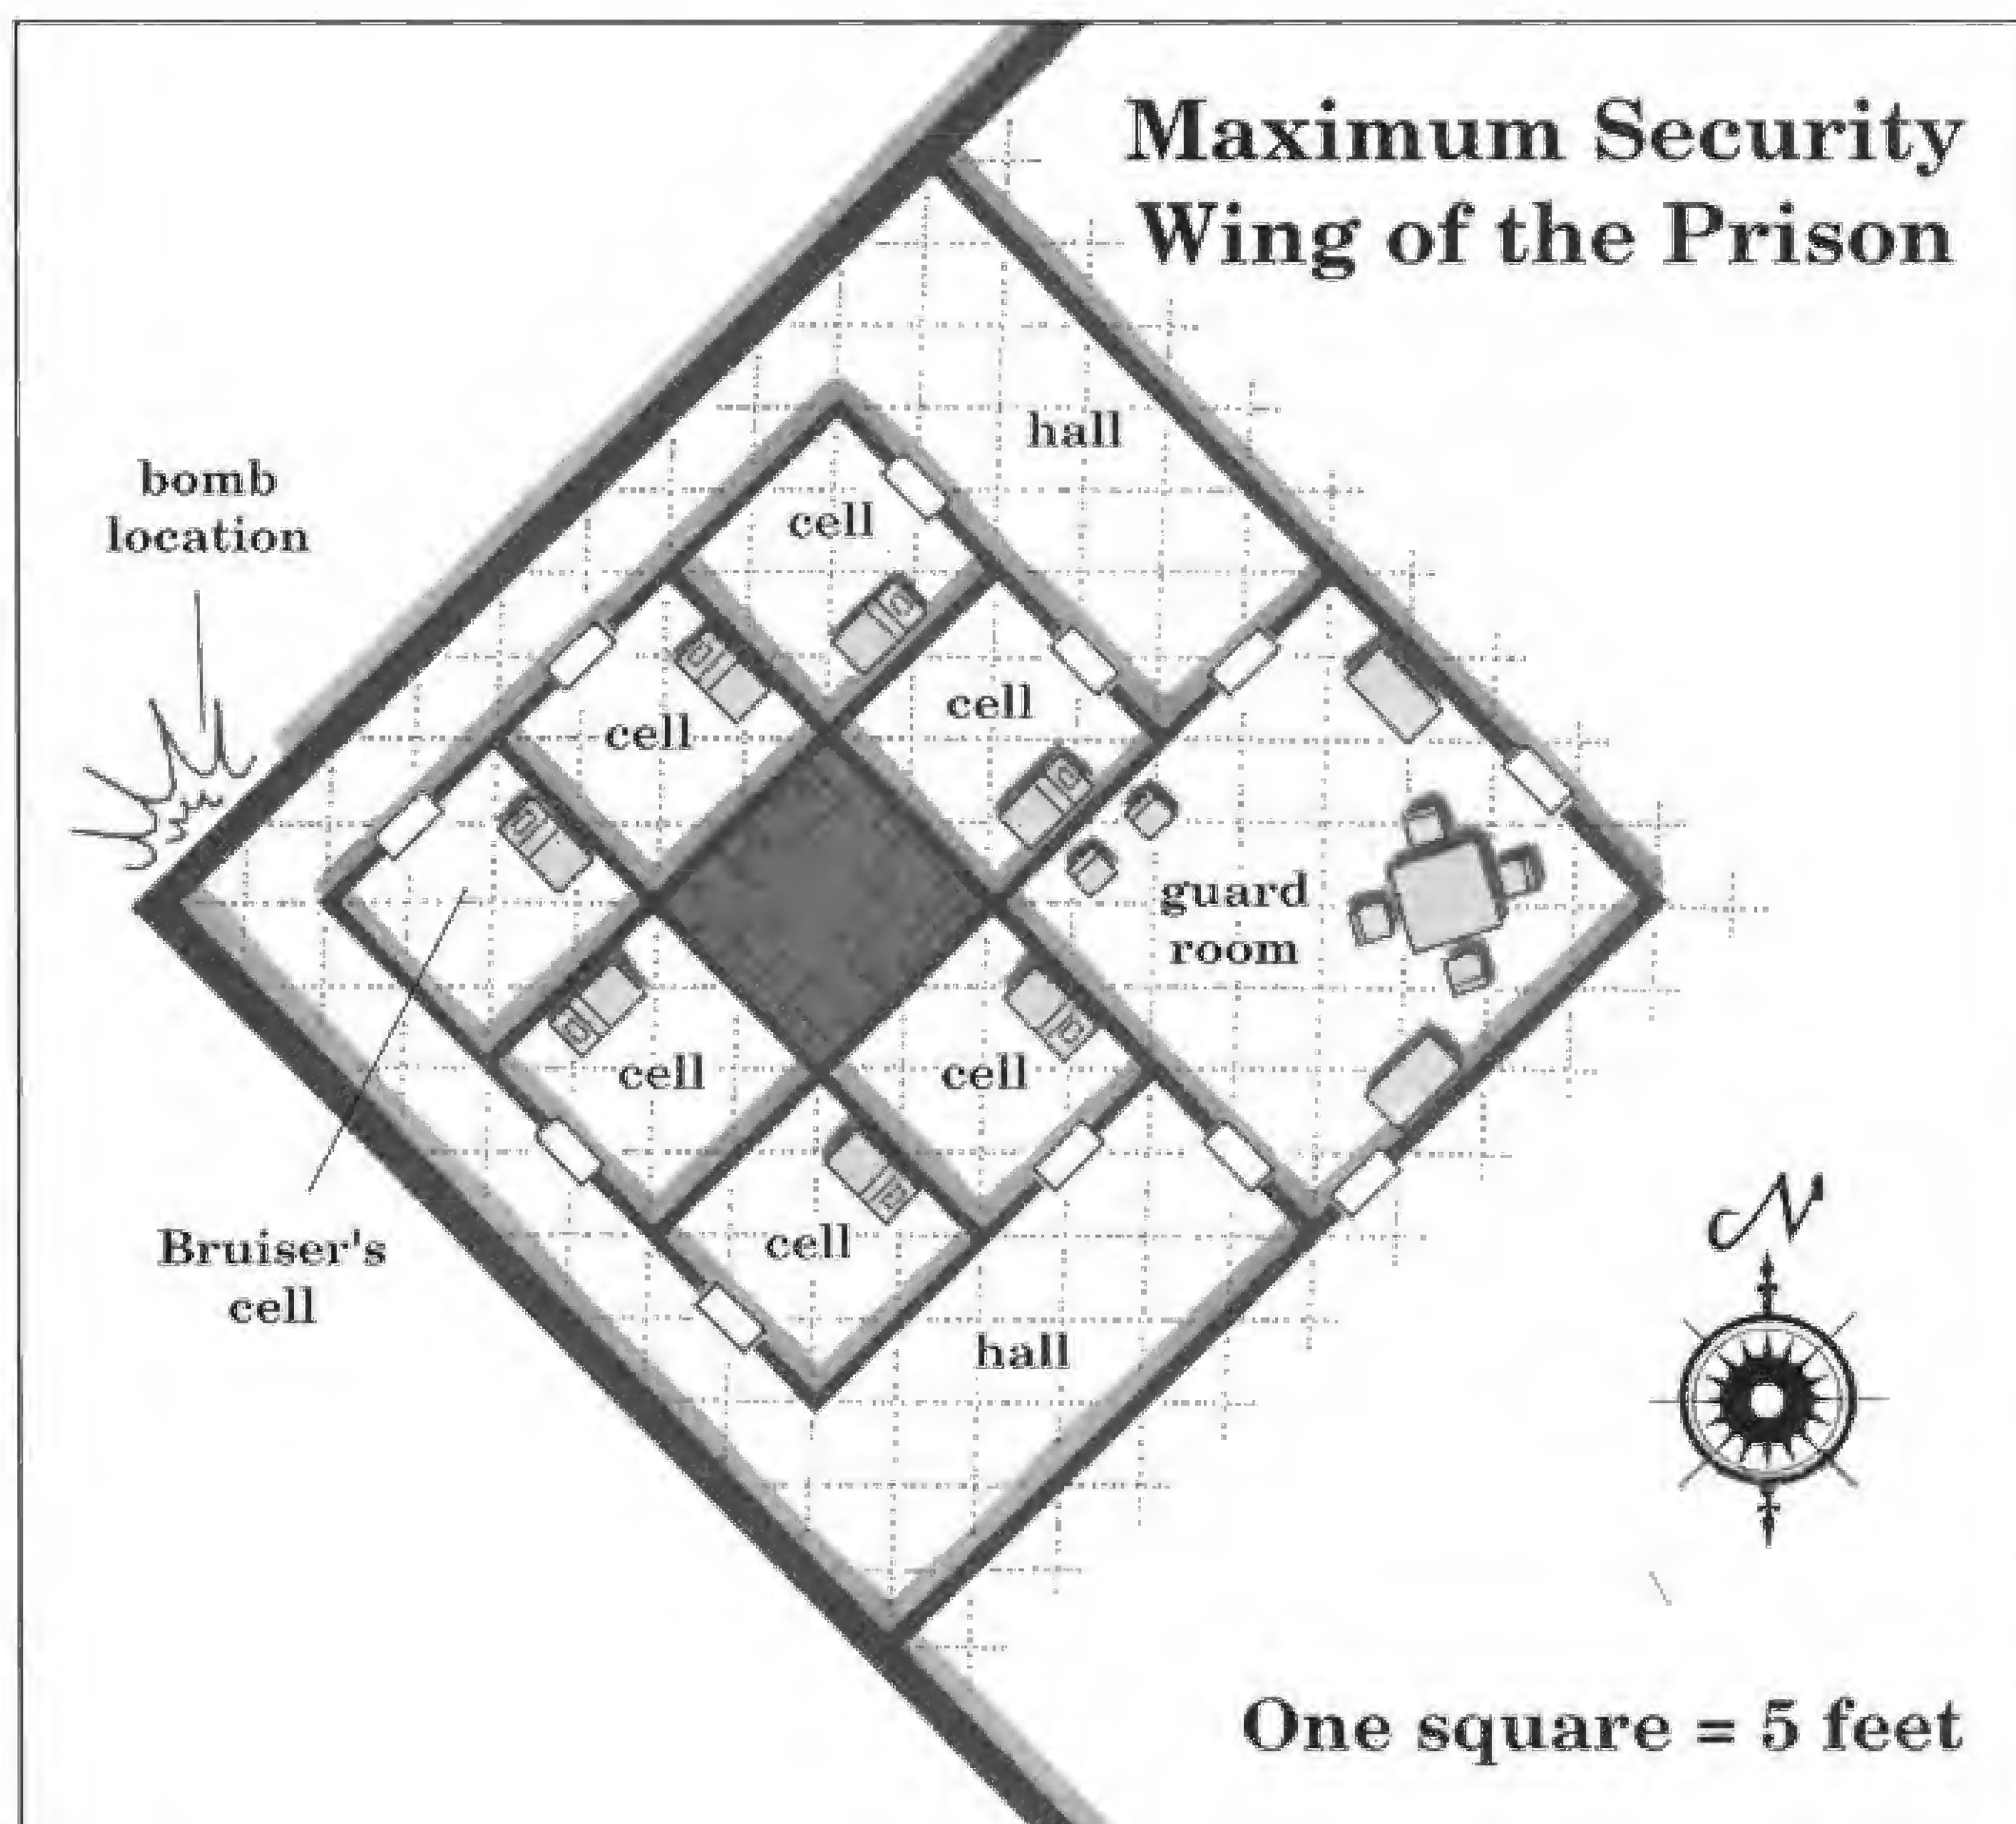 Maximum Security
Wing of the Prison
hall
bomb
location
cell
cell
cell
guard
room
cell
cell
Bruiser's
cell
cell
hall
N
One square = 5 feet